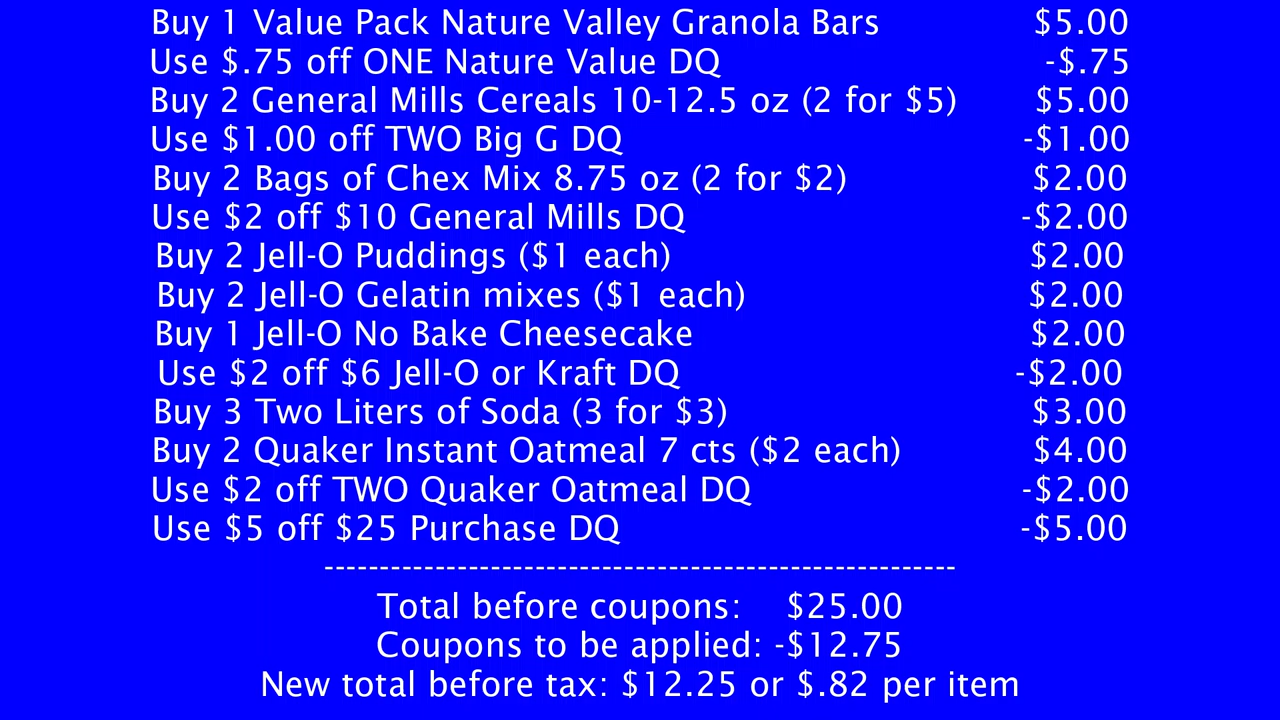 Buy 1 Value Pack Nature Valley Granola Bars $5.00
Use $.75 off ONE Nature Value DQ -$.75
Buy 2 General Mills Cereals 10-12.5 oz (2 for $5) $5.00
Use $1.00 off TWO Big G DQ -$1.00
Buy 2 Bags of Chex Mix 8.75 oz (2 for $2) $2.00
Use $2 off $10 General Mills DQ -$2.00
Buy 2 Jell-O Puddings ($1 each) $2.00
Buy 2 Jell-O Gelatin mixes ($1 each) $2.00
Buy 1 Jell-O No Bake Cheesecake $2.00
Use $2 off $6 Jell-O or Kraft DQ -$2.00
Buy 3 Two Liters of Soda (3 for $3) $3.00
Buy 2 Quaker Instant Oatmeal 7 cts ($2 each) $4.00
Use $2 off TWO Quaker Oatmeal DQ -$2.00
Use $5 off $25 Purchase DQ -$5.00
---------------------------------------------------------
Total before coupons: $25.00
Coupons to be applied: -$12.75
New total before tax: $12.25 or $.82 per item